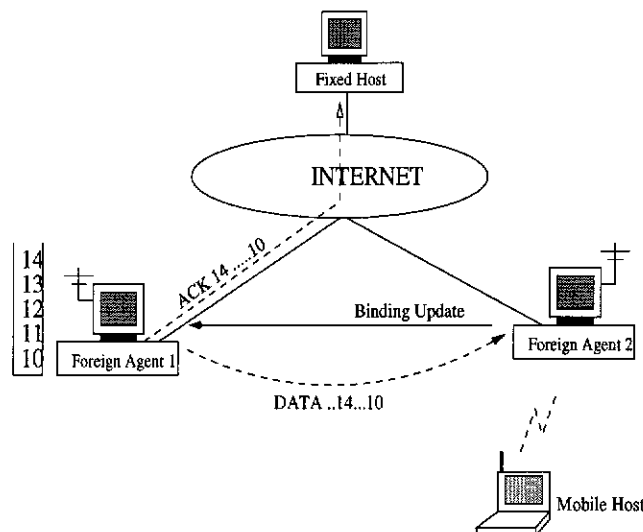 Fixed Host
INTERNET
ACK 14 .....10
14
13
12
11
10
Foreign Agent 1
Binding Update
Foreign Agent 2
DATA ..14...10
Mobile Host